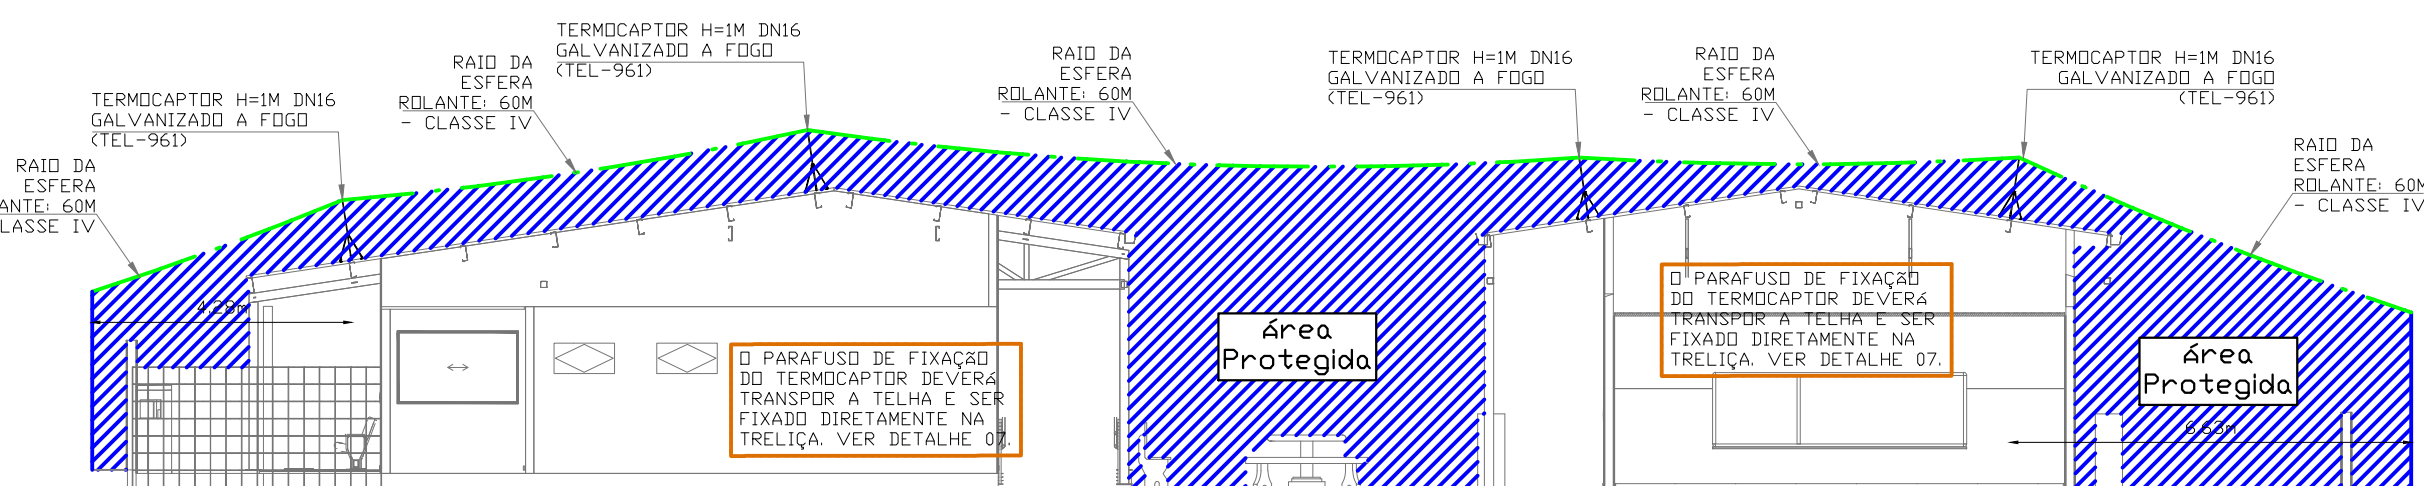 TERMOCAPTOR H=1M DN16
GALVANIZADO A FOGO
(TEL-961)
RAIO DA
ESFERA
ROLANTE: 60M
- CLASSE IV
RAIO DA
ESFERA
ROLANTE: 60M
- CLASSE IV
RAIO DA
ESFERA
ROLANTE: 60M
- CLASSE IV
TERMOCAPTOR H=1M DN16
GALVANIZADO A FOGO
(TEL-961)
TERMOCAPTOR H=1M DN16
GALVANIZADO A FOGO
(TEL-961)
TERMOCAPTOR H=1M DN16
GALVANIZADO A FOGO
(TEL-961)
RAIO DA
ESFERA
ANTE: 60M
LASSE IV
RAIO DA
ESFERA
ROLANTE: 60M
- CLASSE IV
4.28m
O PARAFUSO DE FIXAÇÃO
DO TERMOCAPTOR DEVERÁ
TRANSPOR A TELHA E SER
FIXADO DIRETAMENTE NA
TRELIÇA. VER DETALHE 07.
Área
Protegida
O PARAFUSO DE FIXAÇÃO
DO TERMOCAPTOR DEVERÁ
TRANSPOR A TELHA E SER
FIXADO DIRETAMENTE NA
TRELIÇA. VER DETALHE 07.
Área
Protegida
6.63m